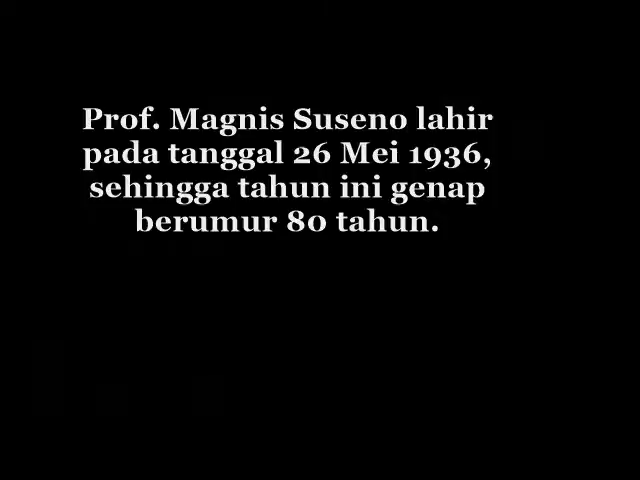 Prof. Magnis Suseno lahir
pada tanggal 26 Mei 1936,
sehingga tahun ini genap
berumur 80 tahun.